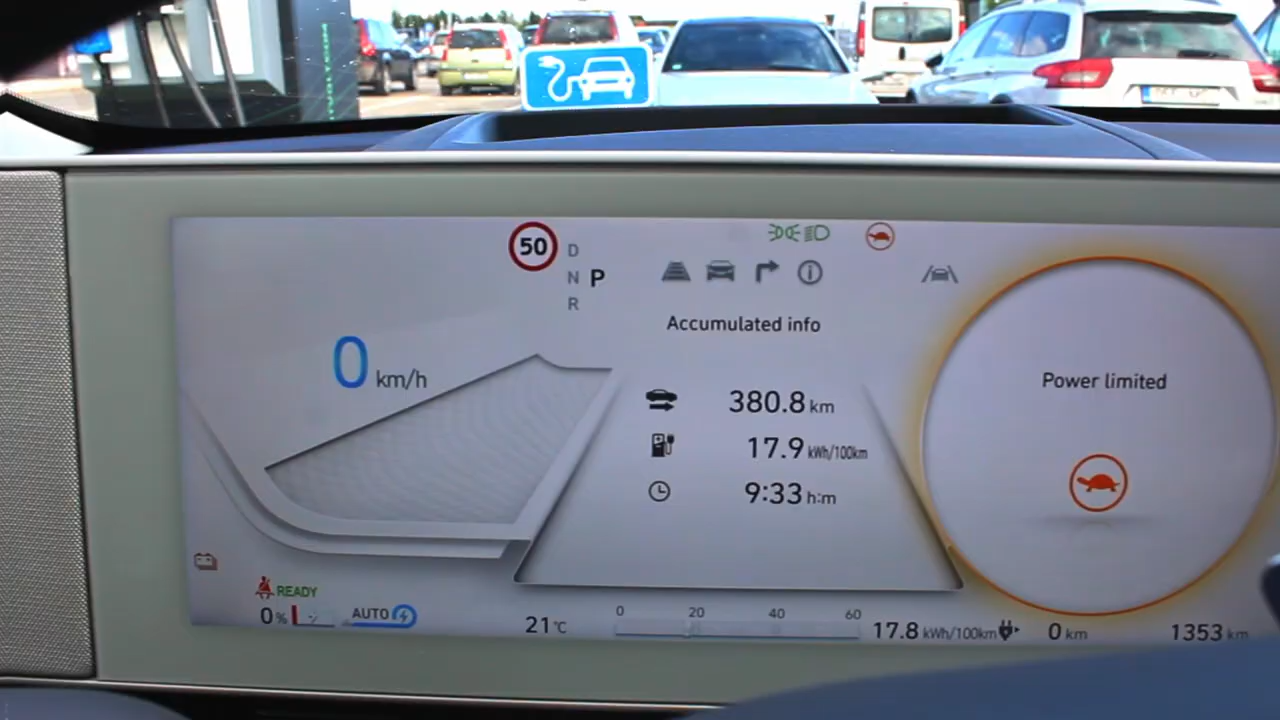 50
D
N P
R
Accumulated info
0 km/h
380.8 km
17.9 kWh/100km
9:33 h:m
Power limited
READY
0 %
AUTO
21°C
0 20 40 60
17.8 kWh/100km
0 km
1353 km